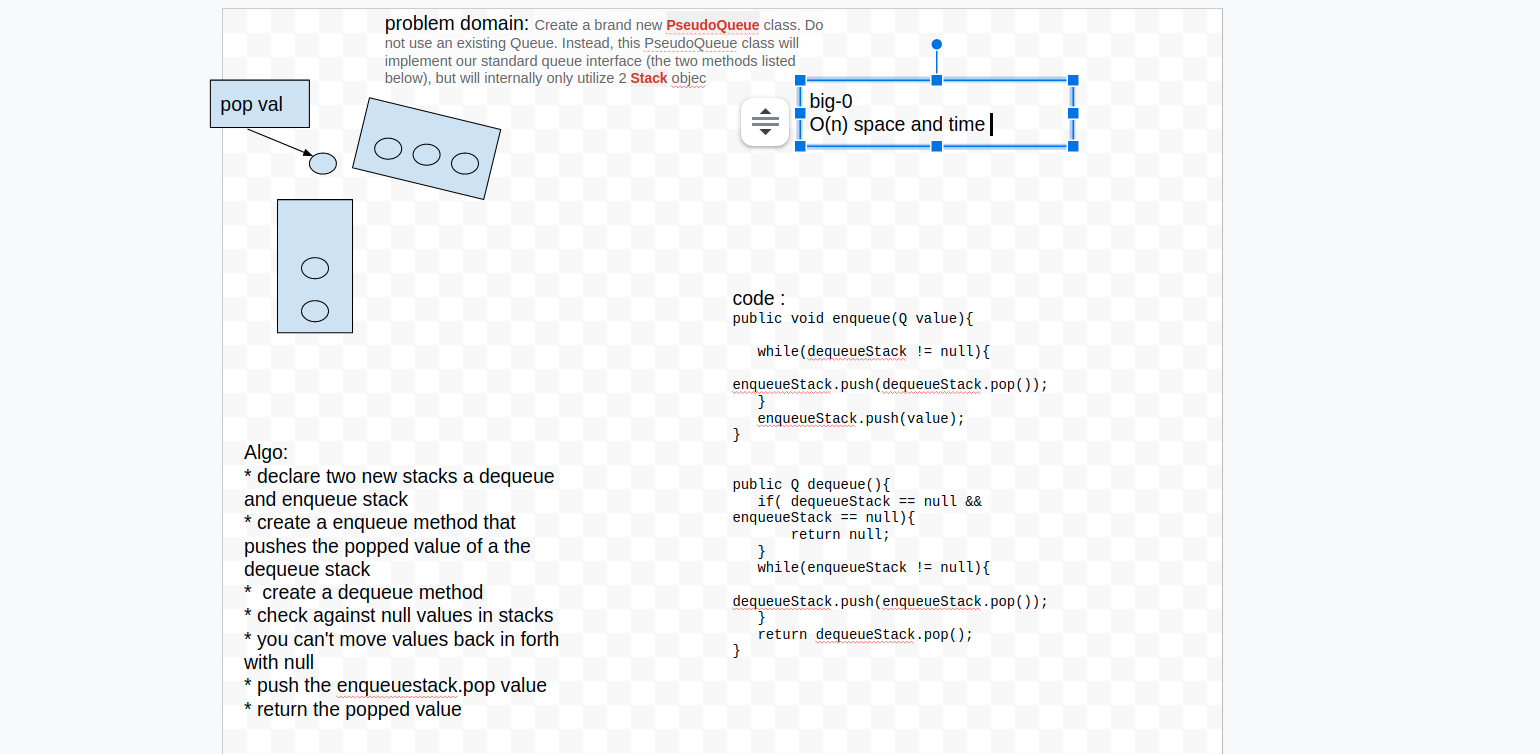 problem domain: Create a brand new PseudoQueue class. Do
not use an existing Queue. Instead, this PseudoQueue class will
implement our standard queue interface (the two methods listed
below), but will internally only utilize 2 Stack objec
pop val
big-0
O(n) space and time
code :
public void enqueue(Q value){
while(dequeueStack != null){
enqueueStack.push(dequeueStack.pop());
}
enqueueStack.push(value);
}
public Q dequeue(){
if( dequeueStack == null &&
enqueueStack == null){
return null;
}
while(enqueueStack != null){
dequeueStack.push(enqueueStack.pop());
}
return dequeueStack.pop();
}
Algo:
* declare two new stacks a dequeue
and enqueue stack
* create a enqueue method that
pushes the popped value of a the
dequeue stack
*  create a dequeue method
* check against null values in stacks
* you can't move values back in forth
with null
* push the enqueuestack.pop value
* return the popped value